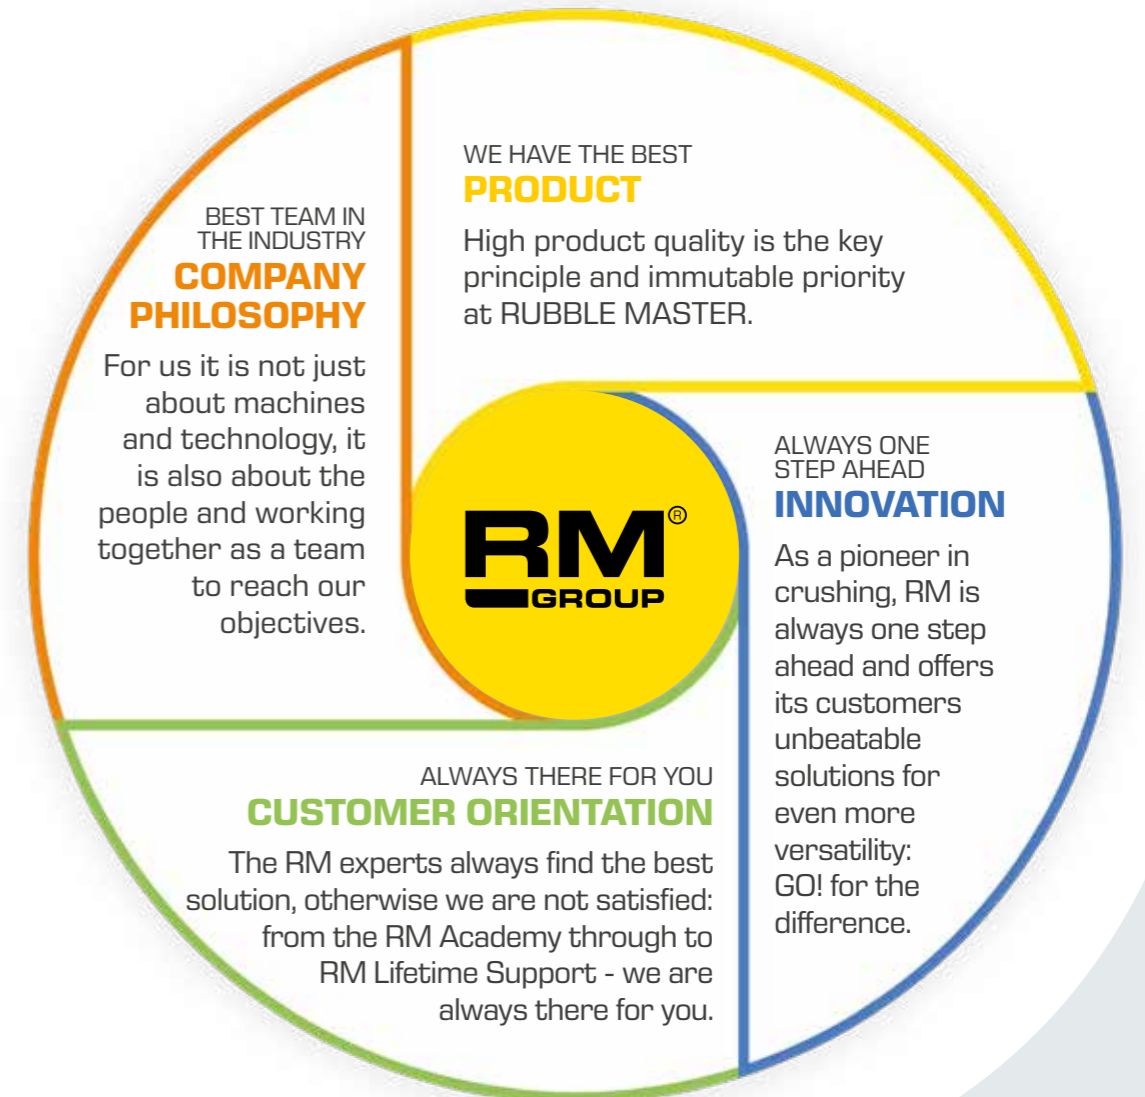 WE HAVE THE BEST
PRODUCT
High product quality is the key
principle and immutable priority
at RUBBLE MASTER.
BEST TEAM IN
THE INDUSTRY
COMPANY
PHILOSOPHY
For us it is not just
about machines
and technology, it
is also about the
people and working
together as a team
to reach our
objectives.
RM®
GROUP
ALWAYS ONE
STEP AHEAD
INNOVATION
As a pioneer in
crushing, RM is
always one step
ahead and offers
its customers
unbeatable
solutions for
even more
versatility:
GO! for the
difference.
ALWAYS THERE FOR YOU
CUSTOMER ORIENTATION
The RM experts always find the best
solution, otherwise we are not satisfied:
from the RM Academy through to
RM Lifetime Support - we are
always there for you.